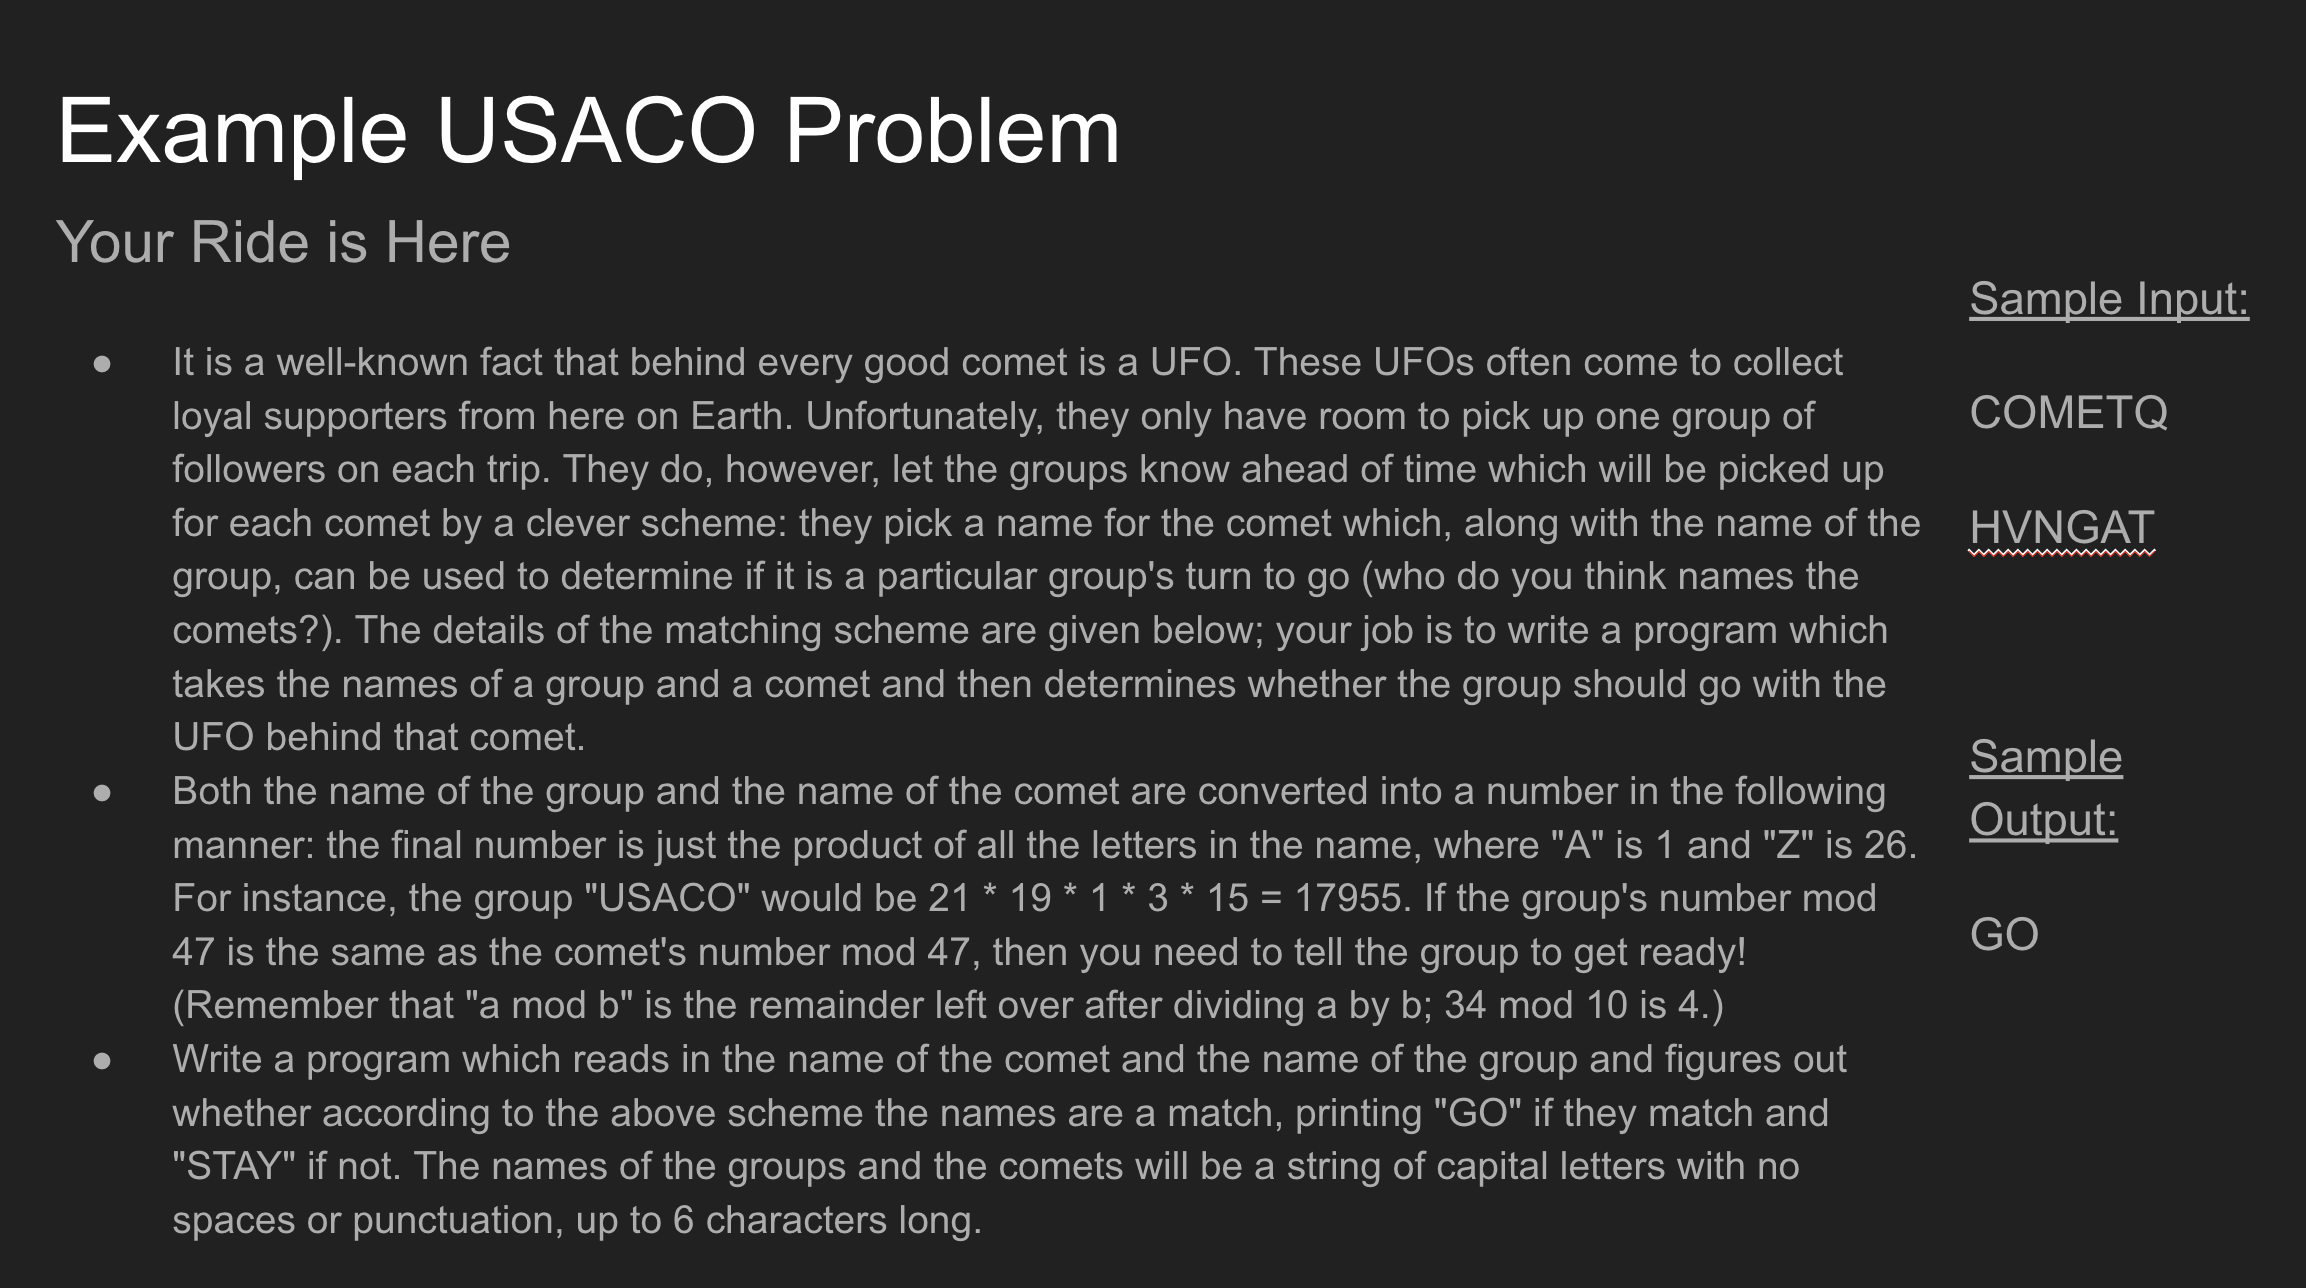 Example USACO Problem
Your Ride is Here
● It is a well-known fact that behind every good comet is a UFO. These UFOs often come to collect
loyal supporters from here on Earth. Unfortunately, they only have room to pick up one group of
followers on each trip. They do, however, let the groups know ahead of time which will be picked up
for each comet by a clever scheme: they pick a name for the comet which, along with the name of the
group, can be used to determine if it is a particular group's turn to go (who do you think names the
comets?). The details of the matching scheme are given below; your job is to write a program which
takes the names of a group and a comet and then determines whether the group should go with the
UFO behind that comet.
● Both the name of the group and the name of the comet are converted into a number in the following
manner: the final number is just the product of all the letters in the name, where "A" is 1 and "Z" is 26.
For instance, the group "USACO" would be 21 * 19 * 1 * 3 * 15 = 17955. If the group's number mod
47 is the same as the comet's number mod 47, then you need to tell the group to get ready!
(Remember that "a mod b" is the remainder left over after dividing a by b; 34 mod 10 is 4.)
● Write a program which reads in the name of the comet and the name of the group and figures out
whether according to the above scheme the names are a match, printing "GO" if they match and
"STAY" if not. The names of the groups and the comets will be a string of capital letters with no
spaces or punctuation, up to 6 characters long.
Sample Input:
COMETQ
HVNGAT
Sample
Output:
GO